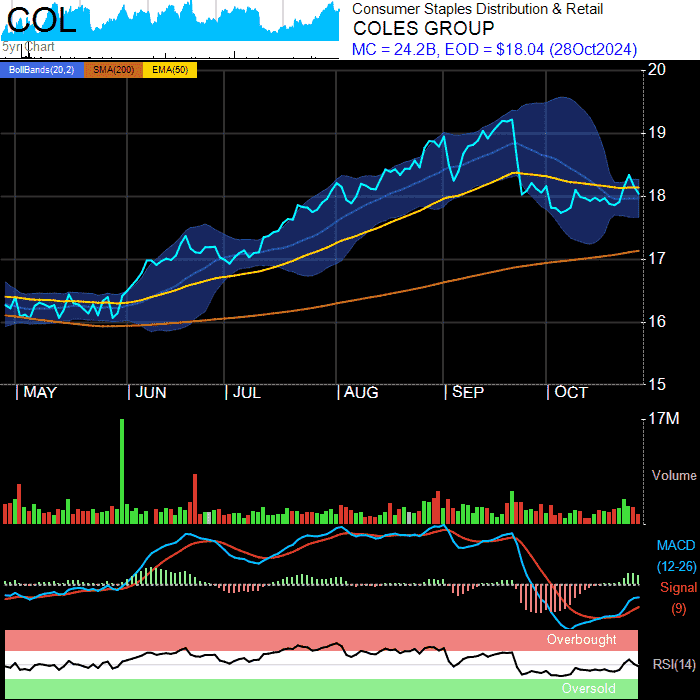 COL
5yr Chart
Consumer Staples Distribution & Retail
COLES GROUP
MC = 24.2B, EOD = $18.04 (28Oct2024)
BollBands(20,2) SMA(200) EMA(50)
20
19
18
17
16
15
MAY JUN JUL AUG SEP OCT
17M
Volume
MACD
(12-26)
Signal
(9)
Overbought
RSI(14)
Oversold